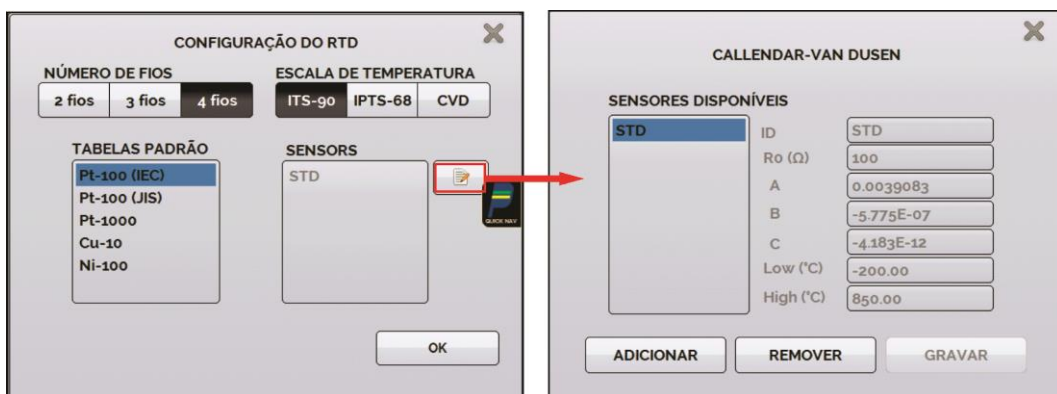 CONFIGURAÇÃO DO RTD
NÚMERO DE FIOS
2 fios 3 fios 4 fios
ESCALA DE TEMPERATURA
ITS-90 IPTS-68 CVD
TABELAS PADRÃO
Pt-100 (IEC)
Pt-100 (JIS)
Pt-1000
Cu-10
Ni-100
SENSORS
STD
QUICK NAV
OK
CALLENDAR-VAN DUSEN
SENSORES DISPONÍVEIS
STD
ID STD
Ro (Ω) 100
A 0.0039083
B -5.775E-07
C -4.183E-12
Low (°C) -200.00
High (°C) 850.00
ADICIONAR REMOVER GRAVAR